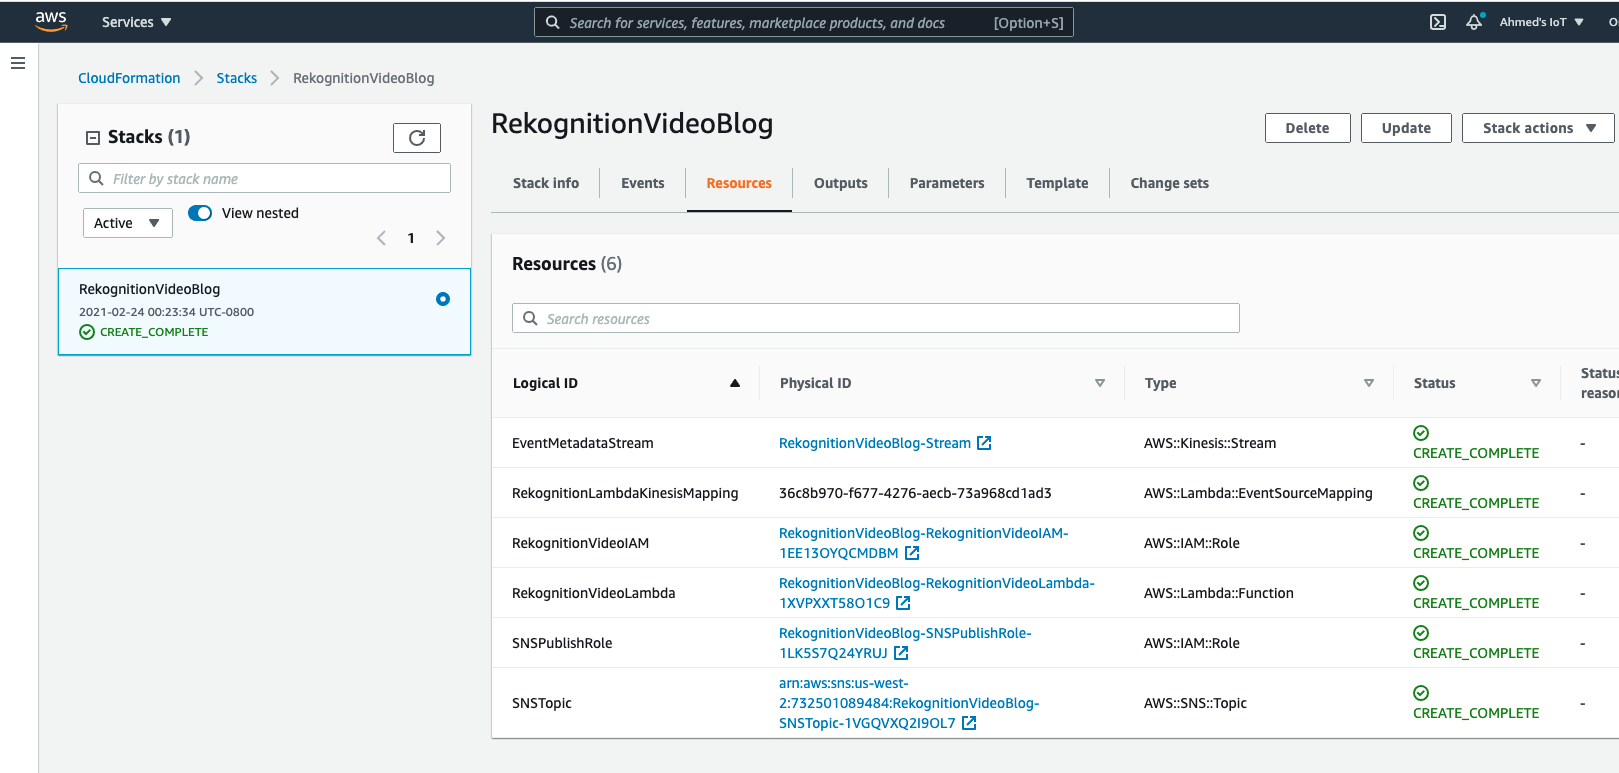 aws
Services
Search for services, features, marketplace products, and docs [Option+S]
Ahmed's IoT
CloudFormation Stacks RekognitionVideoBlog
Stacks (1)
Filter by stack name
Active
View nested
1
RekognitionVideoBlog
2021-02-24 00:23:34 UTC-0800
CREATE_COMPLETE
RekognitionVideoBlog
Delete Update Stack actions
Stack info Events Resources Outputs Parameters Template Change sets
Resources (6)
Search resources
Logical ID Physical ID Type Status
EventMetadataStream RekognitionVideoBlog-Stream AWS::Kinesis::Stream CREATE_COMPLETE -
RekognitionLambdaKinesisMapping 36c8b970-f677-4276-aecb-73a968cd1ad3 AWS::Lambda::EventSourceMapping CREATE_COMPLETE -
RekognitionVideoIAM
RekognitionVideoBlog-RekognitionVideoIAM-
1EE13OYQCMDBM
AWS::IAM::Role CREATE_COMPLETE -
RekognitionVideoLambda
RekognitionVideoBlog-RekognitionVideoLambda-
1XVPXXT58O1C9
AWS::Lambda::Function CREATE_COMPLETE -
SNSPublishRole
RekognitionVideoBlog-SNSPublishRole-
1LK5S7Q24YRUJ
AWS::IAM::Role CREATE_COMPLETE -
SNSTopic
arn:aws:sns:us-west-
2:732501089484:RekognitionVideoBlog-
SNSTopic-1VGQVXQ2I9OL7
AWS::SNS::Topic CREATE_COMPLETE -